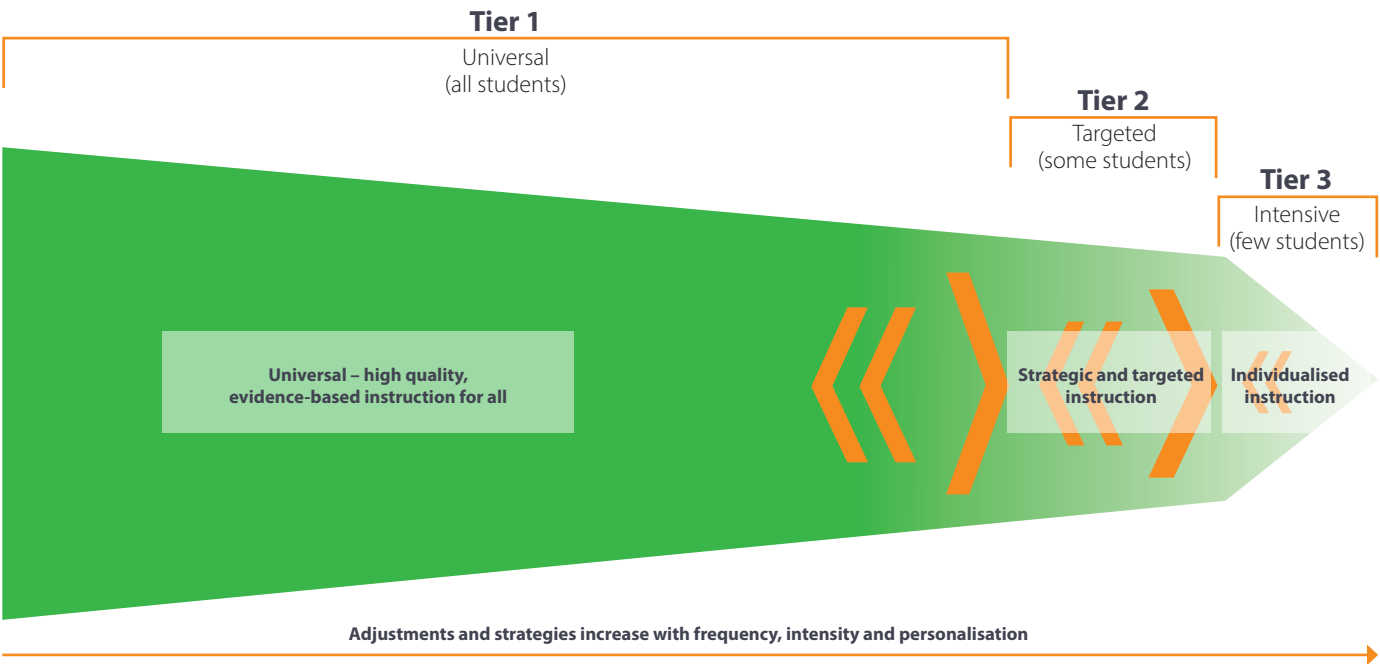 Tier 1
Universal
(all students)
Tier 2
Targeted
(some students)
Tier 3
Intensive
(few students)
Universal – high quality,
evidence-based instruction for all
Strategic and targeted
instruction
Individualised
instruction
Adjustments and strategies increase with frequency, intensity and personalisation